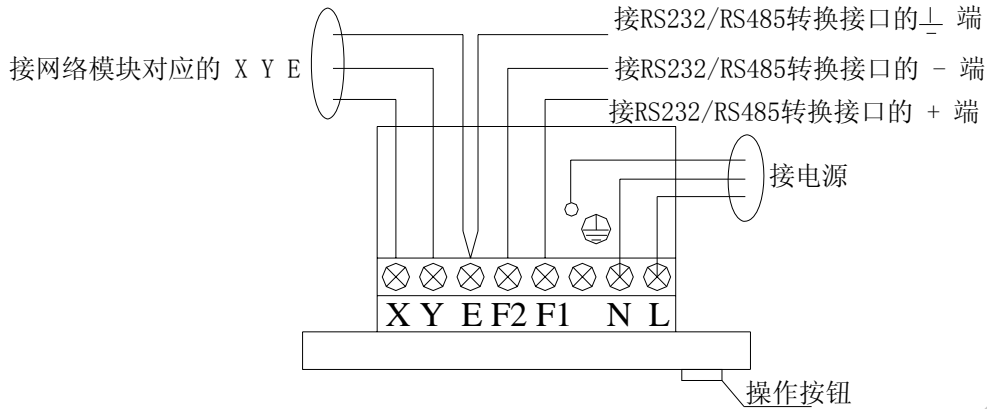 接RS232/RS485转换接口的⏊ 端
接网络模块对应的 X Y E
接RS232/RS485转换接口的 - 端
接RS232/RS485转换接口的 + 端
接电源
X Y E F2 F1 N L
操作按钮